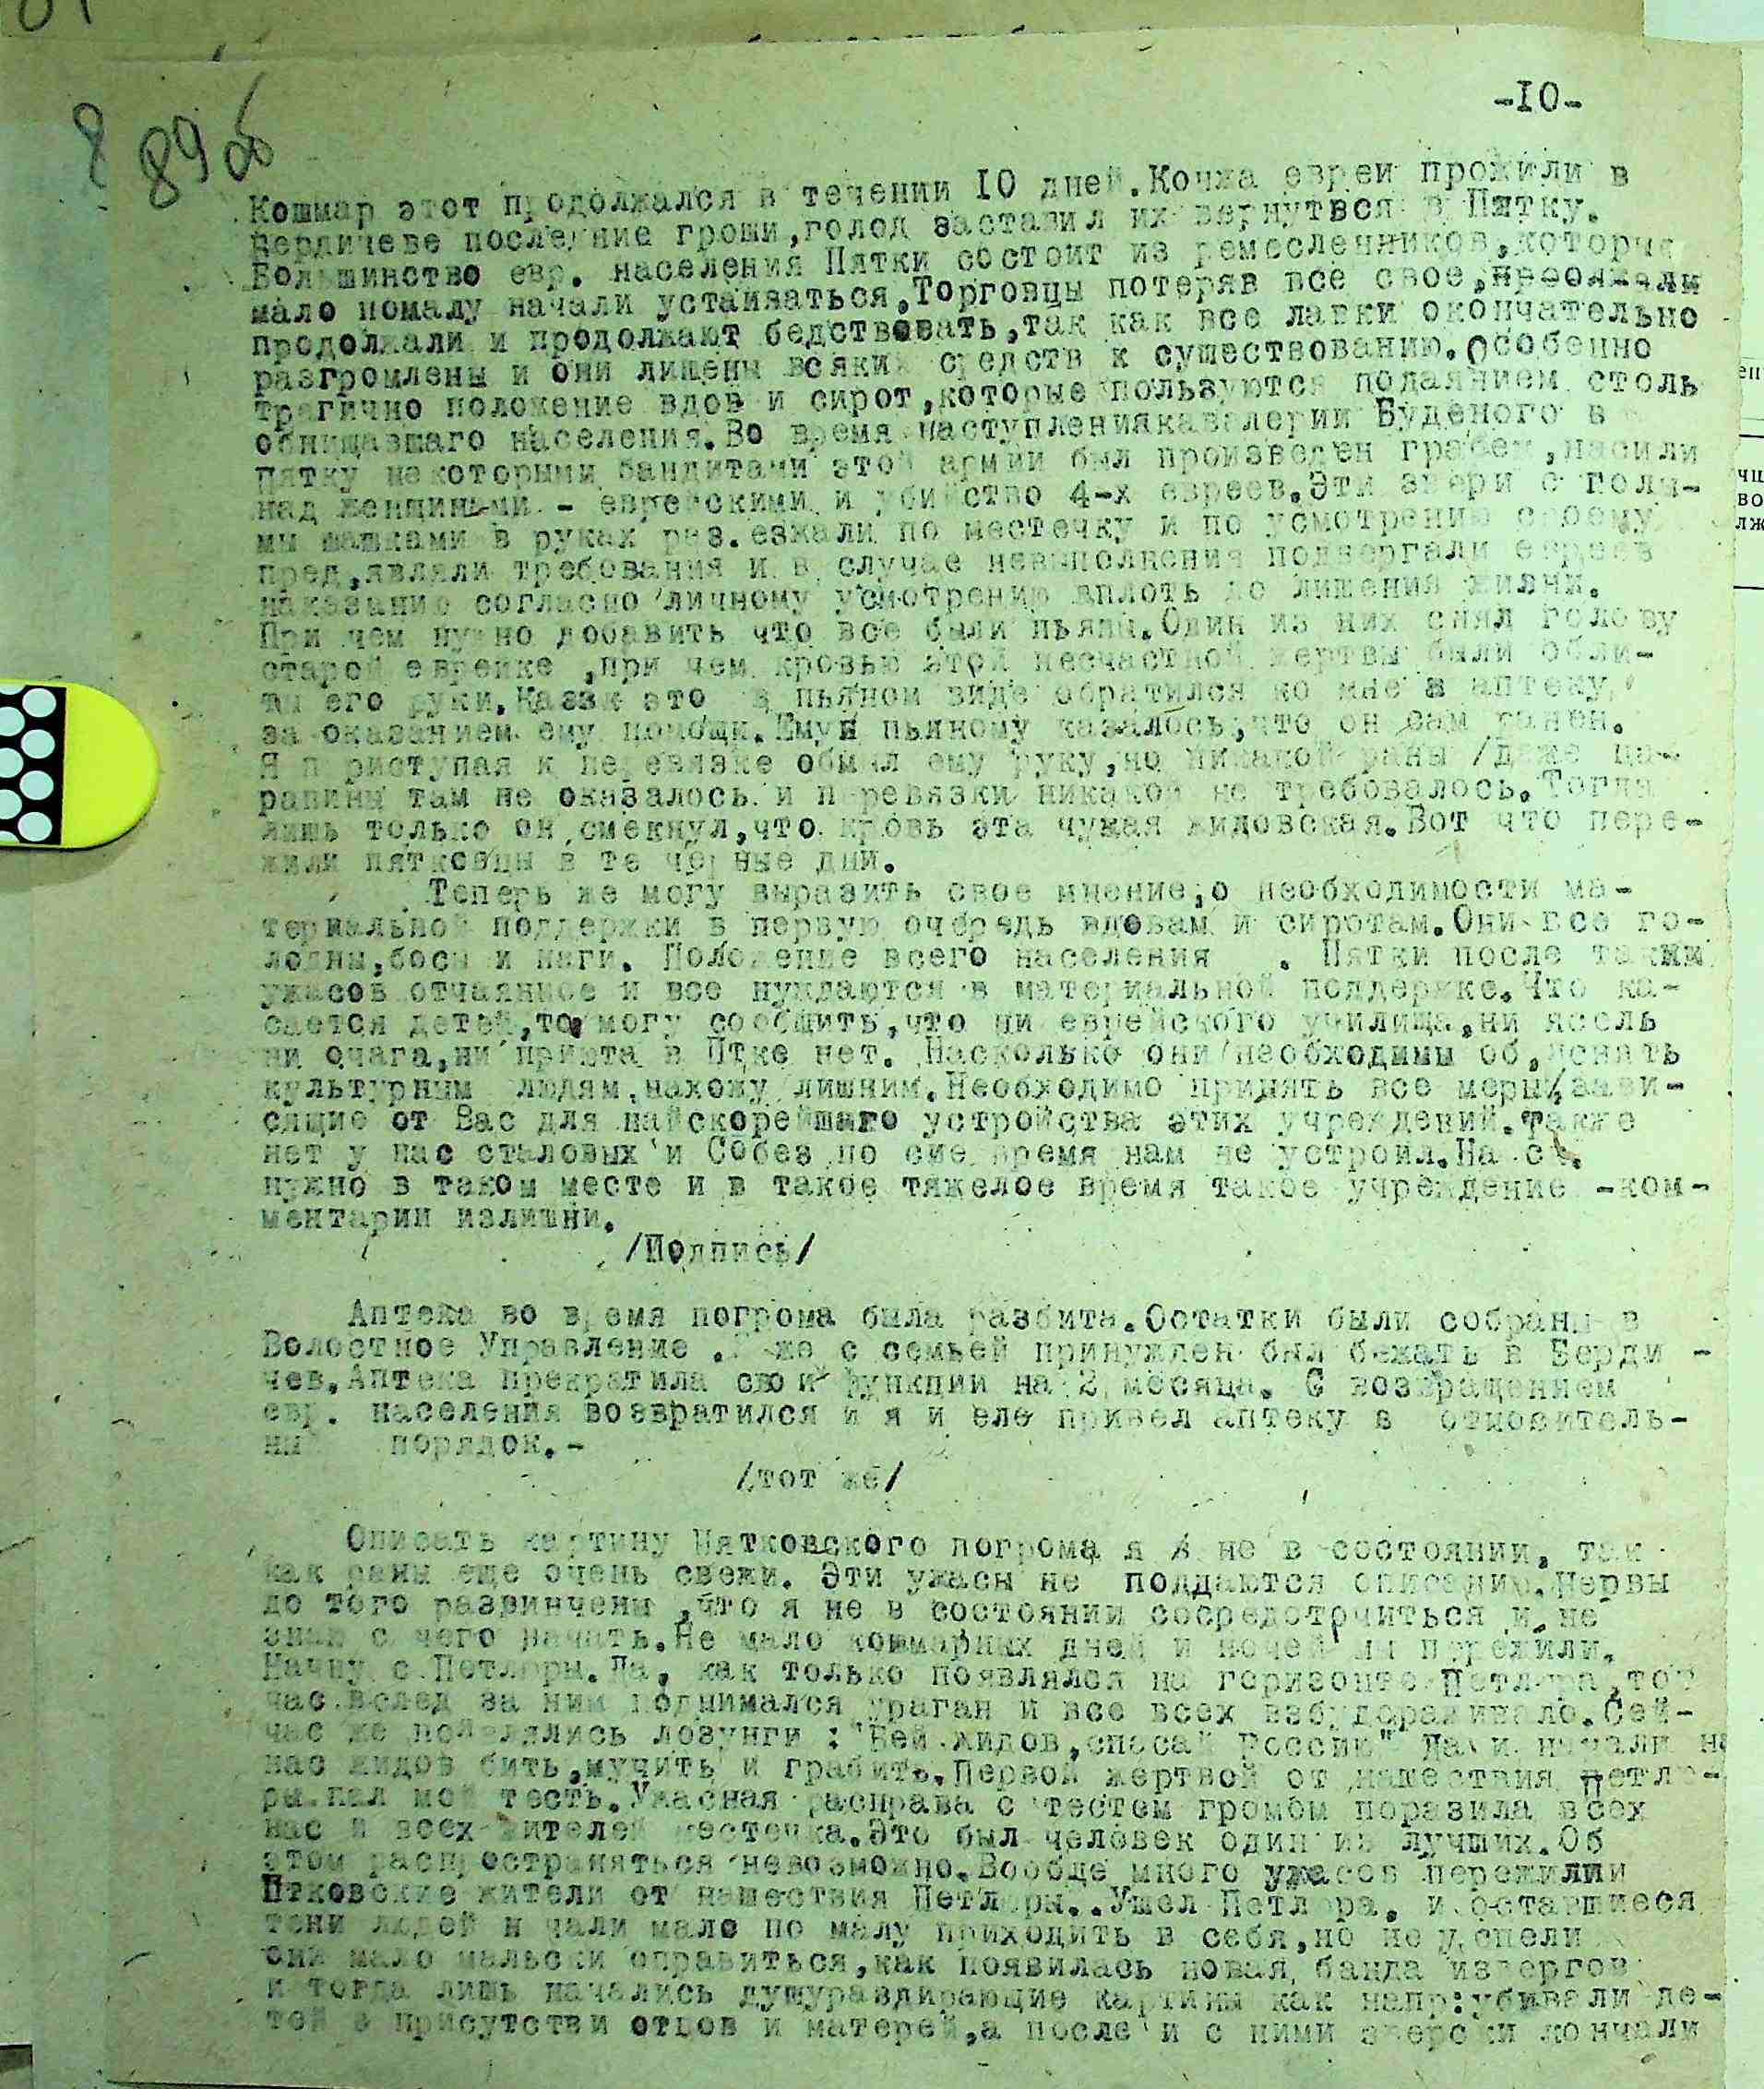 -10-
89 об
Кошмар этот продолжался в течении 10 дней. Когда евреи прожили в
Бердичеве последние гроши, голод заставил их вернуться в Пятку.
Большинство евр. населения Пятки состоит из ремесленников, которые
мало помалу начали устаиваться. Торговцы потеряв все свое,
продолжали и продолжают бедствовать, так как все лавки окончательно
разгромлены и они лишены всяких средств к существованию. Особенно
трагично положение вдов и сирот, которые пользуются подаянием столь
обнищавшаго населения. Во время наступлениякавалерии Буденого в
Пятку некоторыми бандитами этой армии был произведен грабеж, насили
над женщинами - еврейскими и убийство 4-х евреев. Эти звери с голы-
мы шашками в руках раз.езжали по местечку и по усмотрению своему
пред,являли требования и в случае невыполнения подвергали евреев
наказанию согласно личному усмотрению вплоть до лишения жизни.
При чем нужно добавить что все были пьяны. Один из них снял голову
старой еврейке ,при чем кровью этой несчастной жертвы были обли-
ты его руки. Казак это в пьяном виде обратился ко мне в аптеку
за оказанием ему помощи. Ему пьяному казалось, что он сам ранен.
Я приступая к перевязке обмыл ему руку, но никакой раны /даже ца-
рапины там не оказалось и перевязки никакой не требовалось. Тогда
лишь только он смекнул, что кровь эта чужая жидовская. Вот что пере-
жили пятковцы в те черные дни.
Теперь же могу выразить свое мнение, о необходимости ма-
териальной поддержки в первую очередь вдовам и сиротам. Они все го-
лодны, босы и наги. Положение всего населения . Пятки после таких
ужасов отчаянное и все нуждаются в материальной поддержке. Что ка-
сается детей, то могу сообщить, что ни еврейского училища, ни ясель
ни очага, ни приюта в Птке нет. Насколько они необходимы об,яснять
культурным людям, нахожу лишним. Необходимо принять все меры, зави-
сящие от Вас для найскорейшаго устройства этих учреждений. Также
нет у нас сталовых и Собез по сие время нам не устроил. На ск.
нужно в таком месте и в такое тяжелое время такое учреждение -ком-
ментарии излишни.
/Подпись/
Аптека во время погрома была разбита. Остатки были собраны в
Волостное Управление . Я же с семьей принужден был бежать в Берди -
чев. Аптека прекратила свои функции на 2 месяца. С возвращением
евр. населения возвратился и я и еле привел аптеку в отновитель-
ны порядок.-
/тот же/
Описать картину Пятковского погрома я не в состоянии, так
как раны еще очень свежи. Эти ужасы не поддаются описанию. Нервы
до того развинчены ,что я не в состоянии сосредоточиться и не
знаю с чего начать. Не мало кошмарных дней и ночей мы пережили.
Начну с Петлюры. Да, как только появлялся на горизонте Петлюра, тот
час вслед за ним поднимался ураган и все всех взбудораживало. Сей-
час же появлялись лозунги : "Бей жидов, спасай Россию" Да и начали на
нас жидов бить, мучить и грабить. Первой жертвой от нашествия Петлю-
ры пал мой тесть. Ужасная расправа с тестем громом поразила всех
нас и всех жителей местечка. Это был человек один из лучших. Об
этом распространяться невозможно. Вообще много ужасов пережилии
Птковские жители от нашествия Петлюры.. Ушел Петлюра. и оставшиеся
тени людей начали мало по малу приходить в себя, но не успели
они мало мальски оправиться, как появилась новая банда извергов
и тогда лишь начались душураздирающие картины как напр: убивали де-
тей в присутстви отцов и матерей, а после и с ними зверски кончали